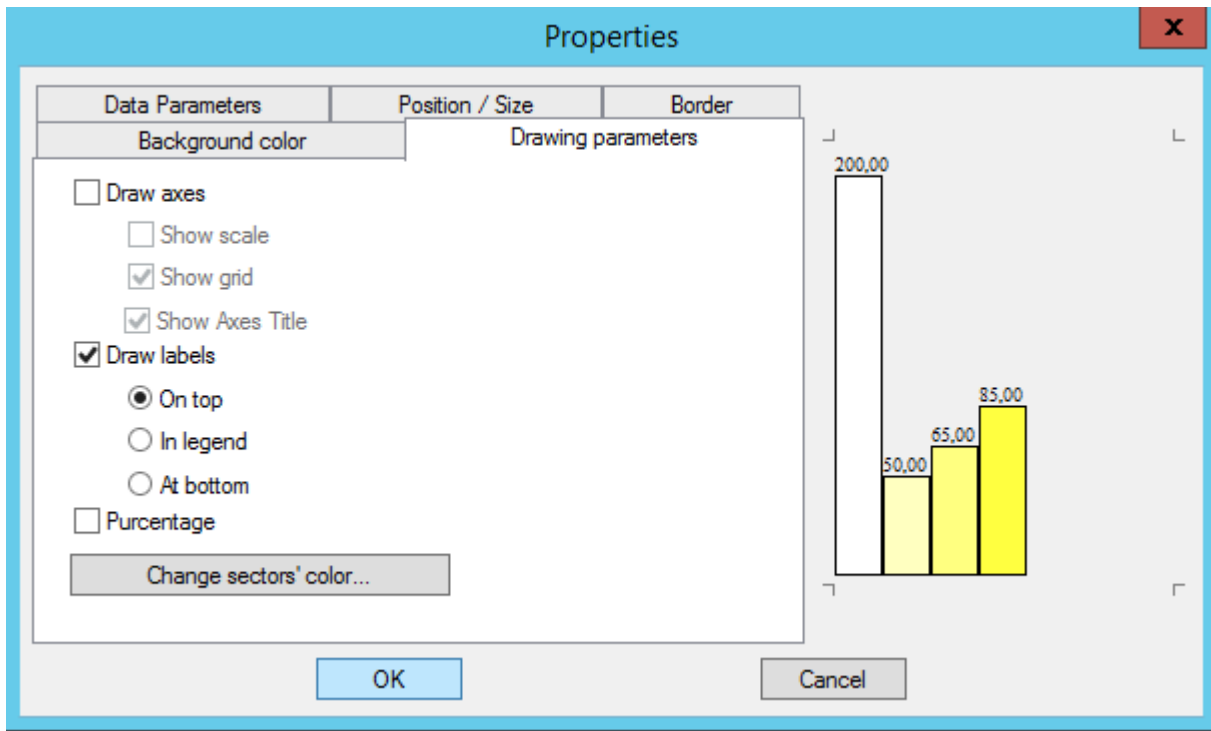 Properties
x
Data Parameters
Position / Size
Border
Background color
Drawing parameters
Draw axes
Show scale
Show grid
Show Axes Title
Draw labels
On top
In legend
At bottom
Purcentage
Change sectors' color...
200,00
50,00
65,00
85,00
OK
Cancel